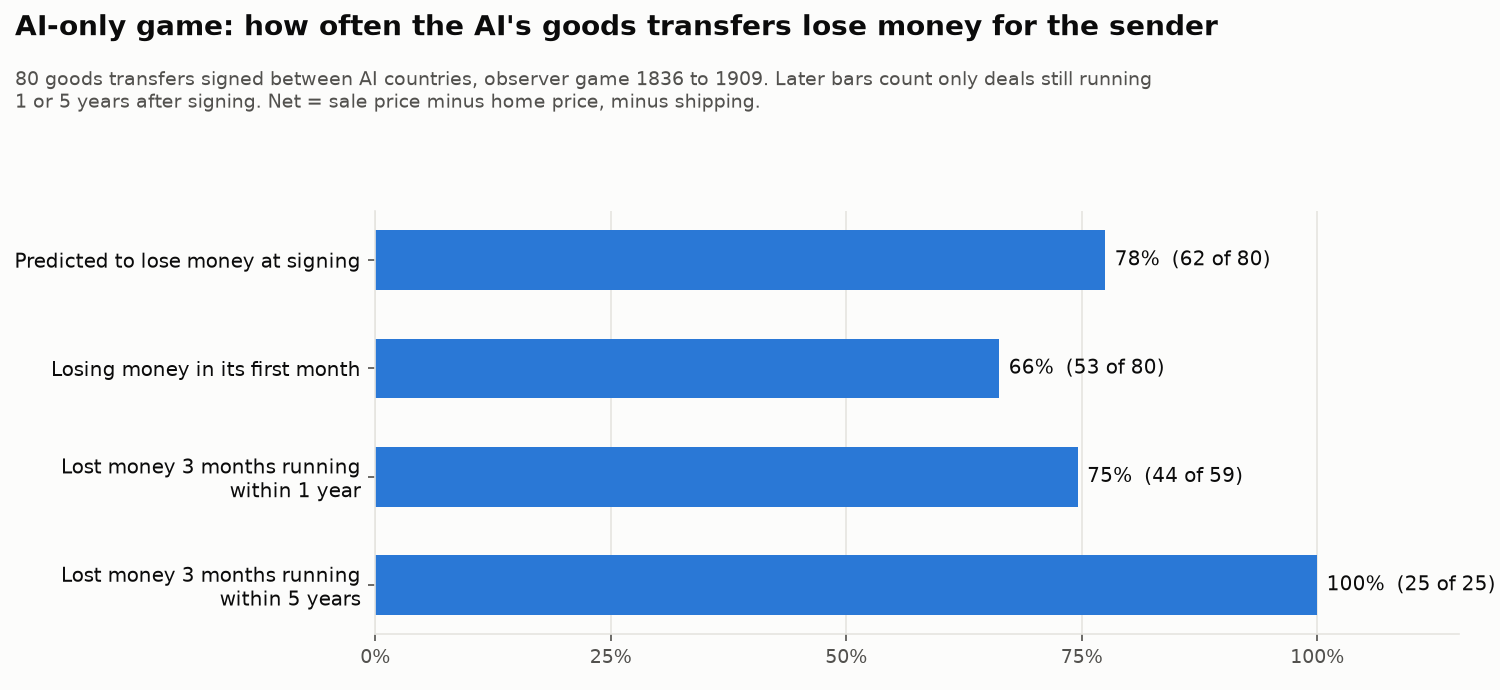 AI-only game: how often the AI's goods transfers lose money for the sender
80 goods transfers signed between AI countries, observer game 1836 to 1909. Later bars count only deals still running
1 or 5 years after signing. Net = sale price minus home price, minus shipping.
Predicted to lose money at signing
78%  (62 of 80)
Losing money in its first month
66%  (53 of 80)
Lost money 3 months running
within 1 year
75%  (44 of 59)
Lost money 3 months running
within 5 years
100%  (25 of 25)
0%
25%
50%
75%
100%